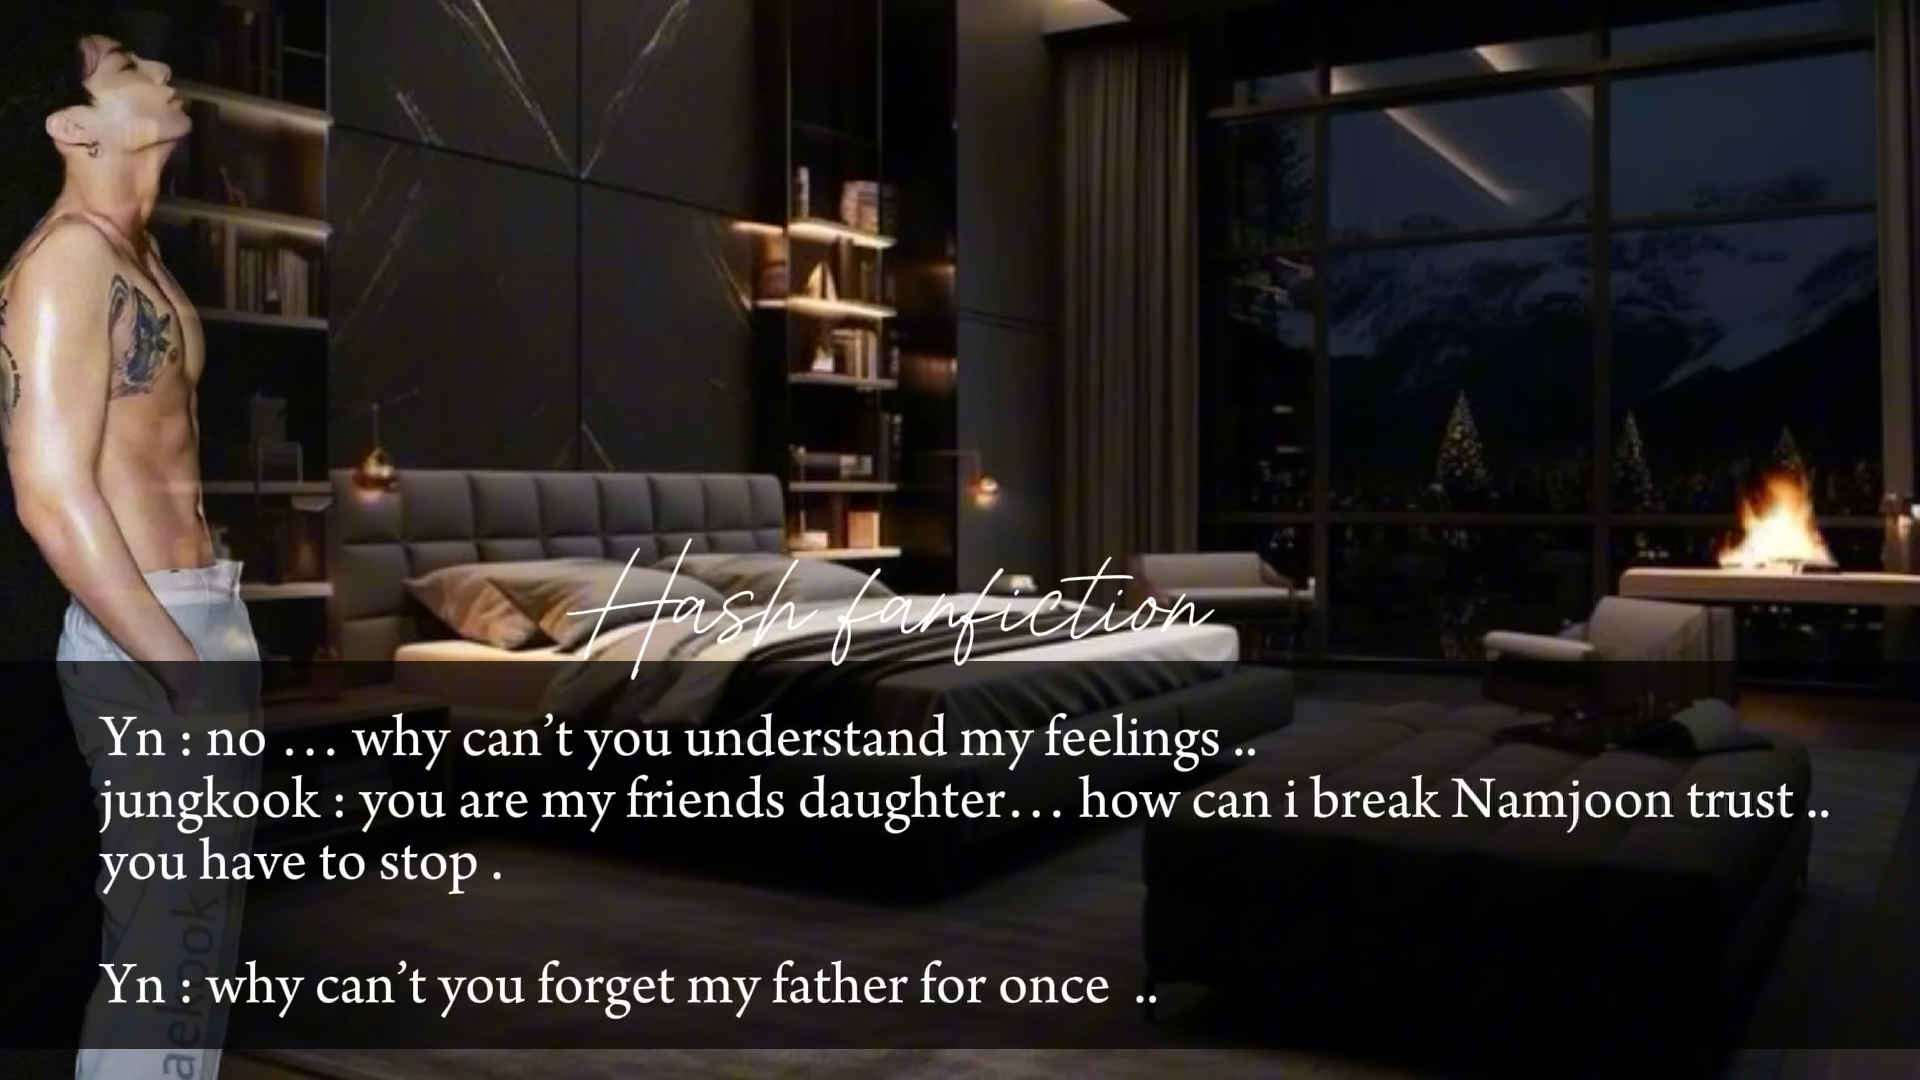 Hash fanfiction
Yn : no … why can’t you understand my feelings ..
jungkook : you are my friends daughter… how can i break Namjoon trust ..
you have to stop .
Yn : why can’t you forget my father for once ..
aekook